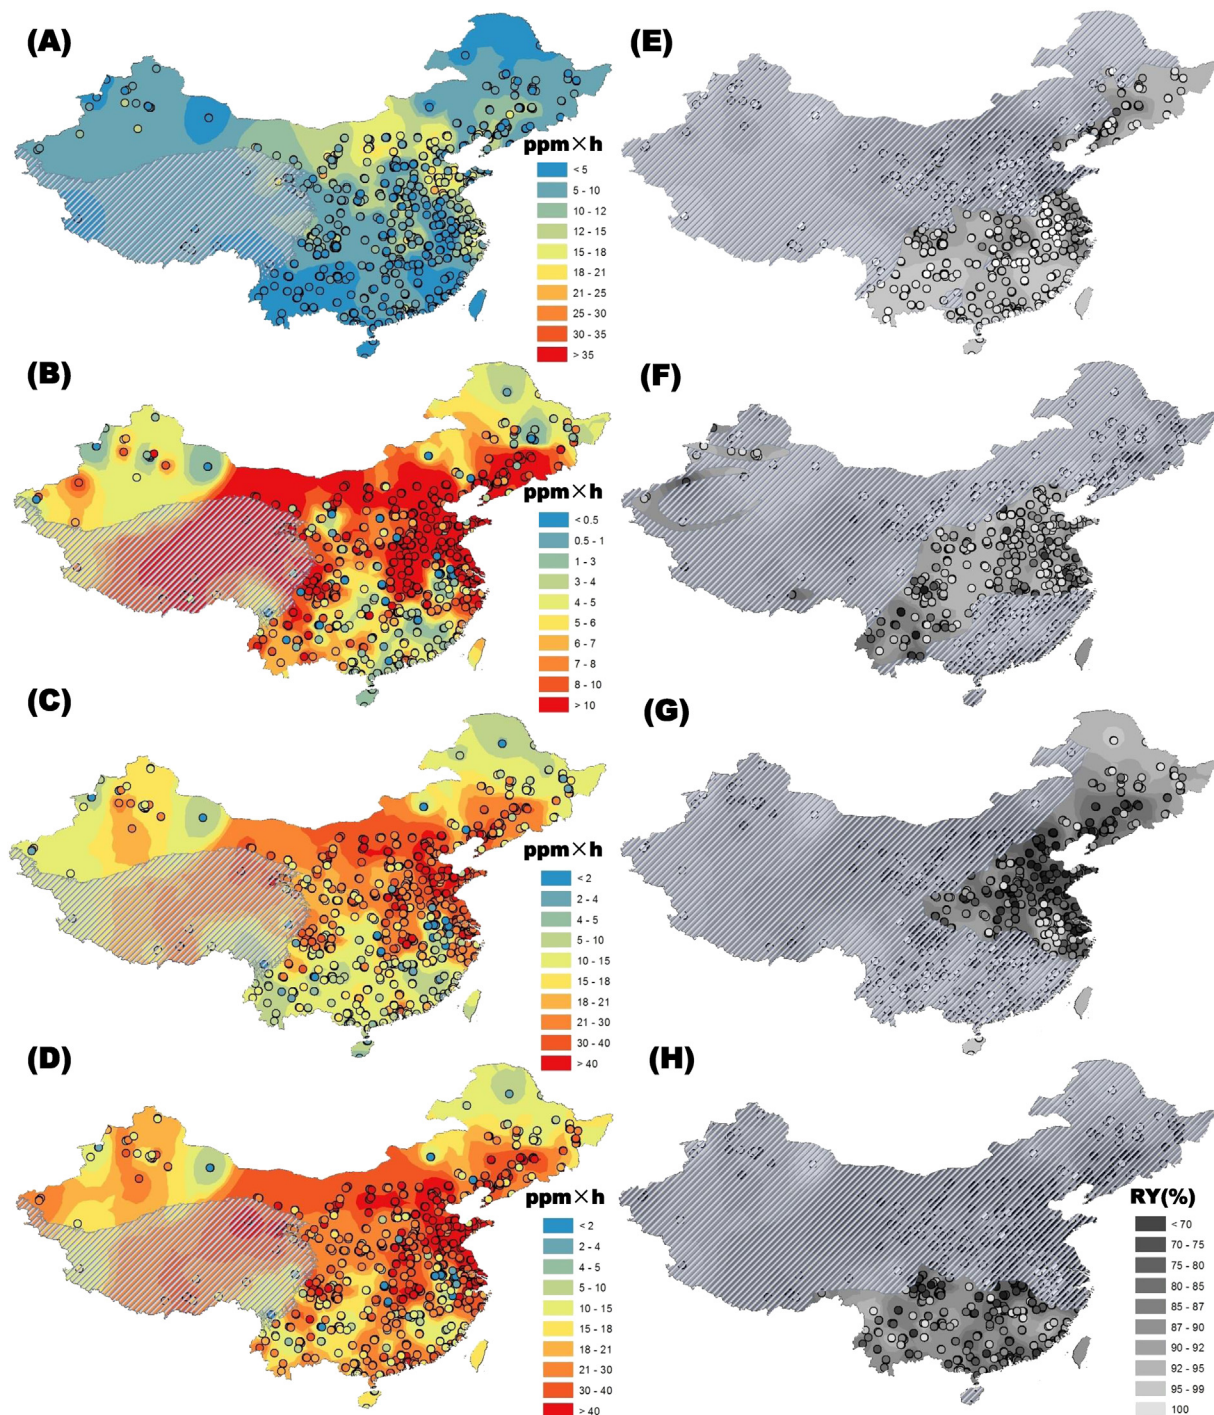 (A)
ppm×h
< 5
5 - 10
10 - 12
12 - 15
15 - 18
18 - 21
21 - 25
25 - 30
30 - 35
> 35
(E)
(B)
ppm×h
< 0.5
0.5 - 1
1 - 3
3 - 4
4 - 5
5 - 6
6 - 7
7 - 8
8 - 10
> 10
(F)
(C)
ppm×h
< 2
2 - 4
4 - 5
5 - 10
10 - 15
15 - 18
18 - 21
21 - 30
30 - 40
> 40
(G)
(D)
ppm×h
< 2
2 - 4
4 - 5
5 - 10
10 - 15
15 - 18
18 - 21
21 - 30
30 - 40
> 40
(H)
RY(%)
< 70
70 - 75
75 - 80
80 - 85
85 - 87
87 - 90
90 - 92
92 - 95
95 - 99
100